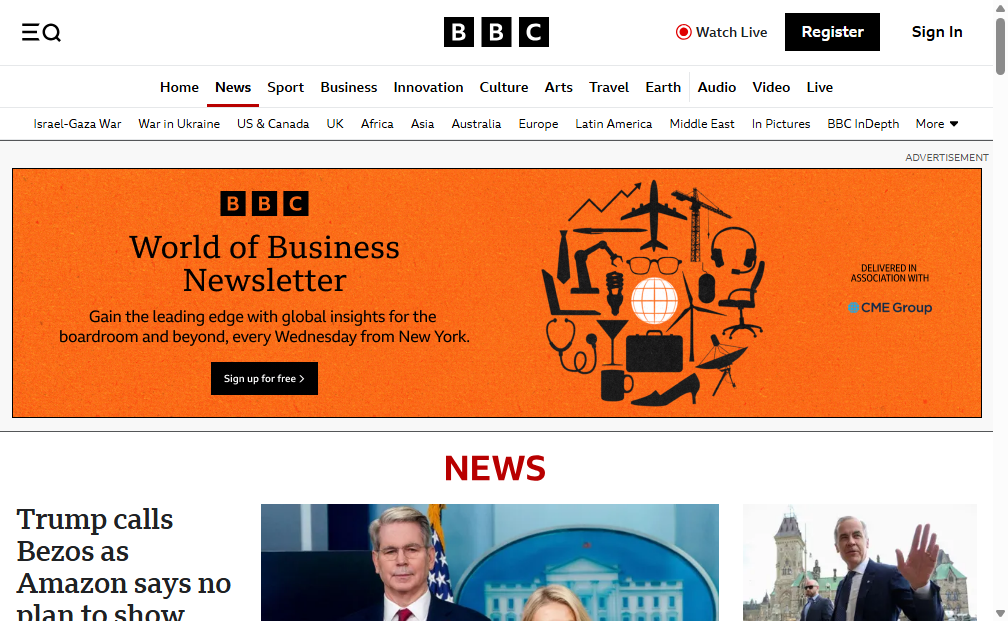 BBC
Watch Live
Register
Sign In
Home News Sport Business Innovation Culture Arts Travel Earth Audio Video Live
Israel-Gaza War War in Ukraine US & Canada UK Africa Asia Australia Europe Latin America Middle East In Pictures BBC InDepth More
ADVERTISEMENT
BBC
World of Business
Newsletter
Gain the leading edge with global insights for the
boardroom and beyond, every Wednesday from New York.
Sign up for free >
DELIVERED IN
ASSOCIATION WITH
CME Group
NEWS
Trump calls
Bezos as
Amazon says no
plan to show